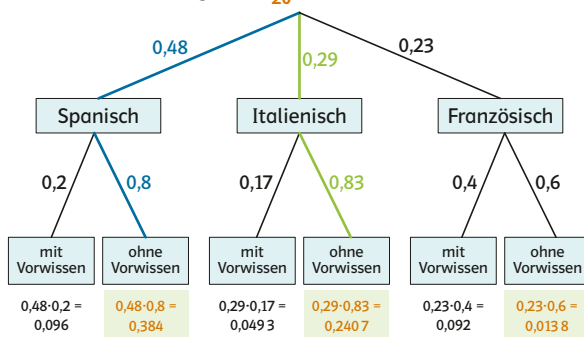 20
0,48
0,29
0,23
Spanisch
Italienisch
Französisch
0,2
0,8
0,17
0,83
0,4
0,6
mit
Vorwissen
ohne
Vorwissen
mit
Vorwissen
ohne
Vorwissen
mit
Vorwissen
ohne
Vorwissen
0,48·0,2 =
0,096
0,48·0,8 =
0,384
0,29·0,17 =
0,049 3
0,29·0,83 =
0,240 7
0,23·0,4 =
0,092
0,23·0,6 =
0,013 8